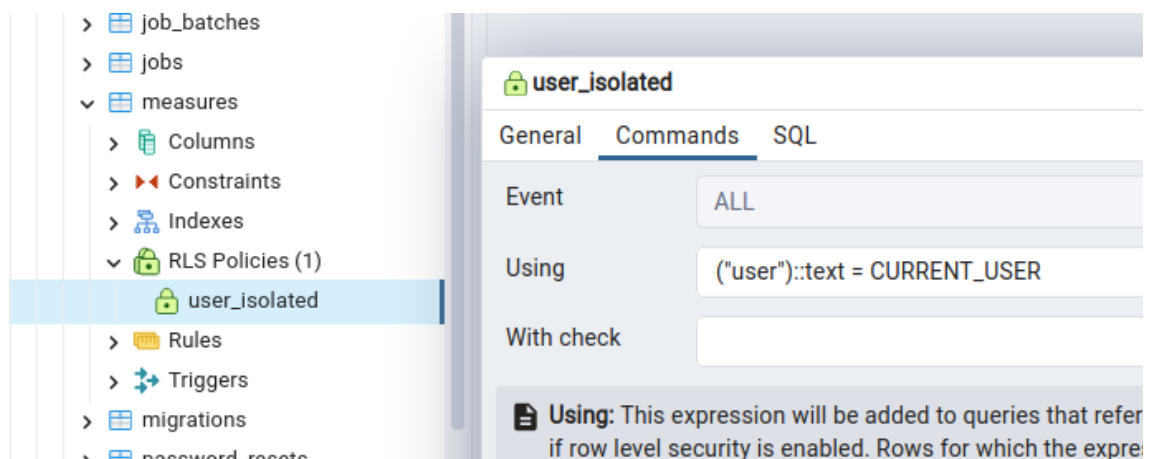 job_batches
jobs
measures
Columns
Constraints
Indexes
RLS Policies (1)
user_isolated
Rules
Triggers
migrations
password_resets
user_isolated
General Commands SQL
Event ALL
Using ("user")::text = CURRENT_USER
With check
Using: This expression will be added to queries that refer
if row level security is enabled. Rows for which the expre